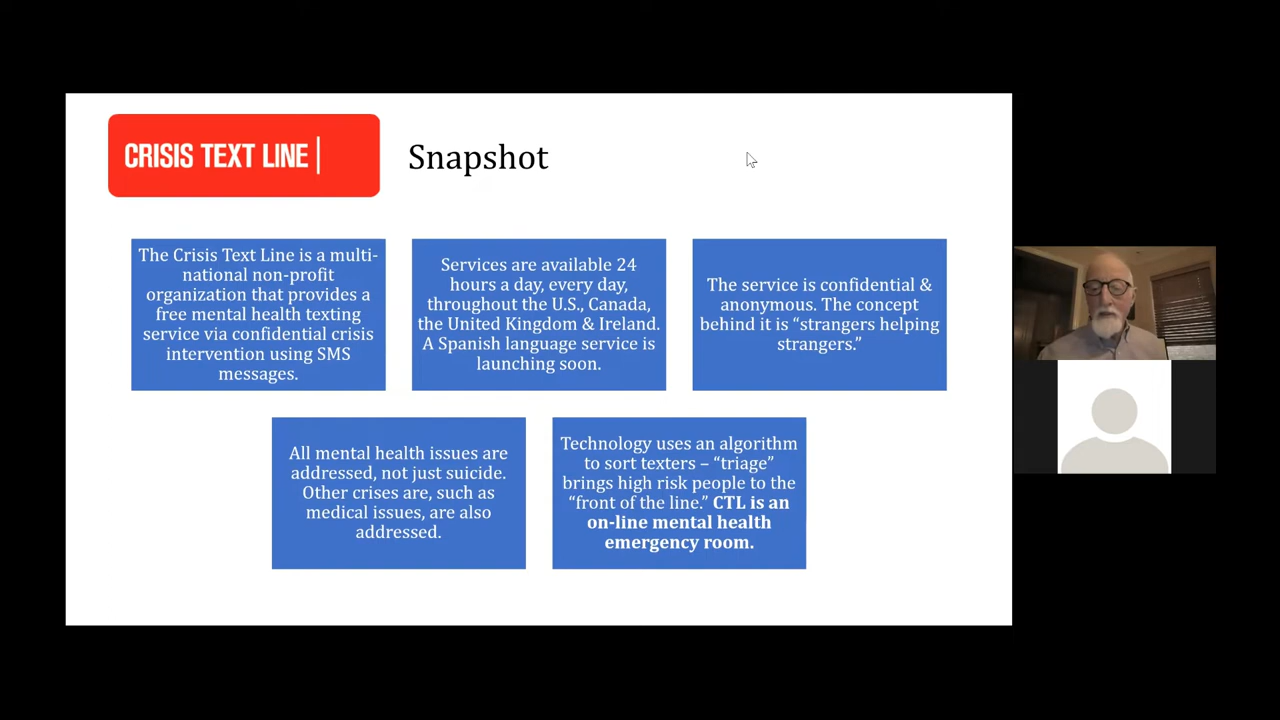 CRISIS TEXT LINE
Snapshot
The Crisis Text Line is a multi-
national non-profit
organization that provides a
free mental health texting
service via confidential crisis
intervention using SMS
messages.
Services are available 24
hours a day, every day,
throughout the U.S., Canada,
the United Kingdom & Ireland.
A Spanish language service is
launching soon.
The service is confidential &
anonymous. The concept
behind it is “strangers helping
strangers.”
All mental health issues are
addressed, not just suicide.
Other crises are, such as
medical issues, are also
addressed.
Technology uses an algorithm
to sort texters – “triage”
brings high risk people to the
“front of the line.” CTL is an
on-line mental health
emergency room.